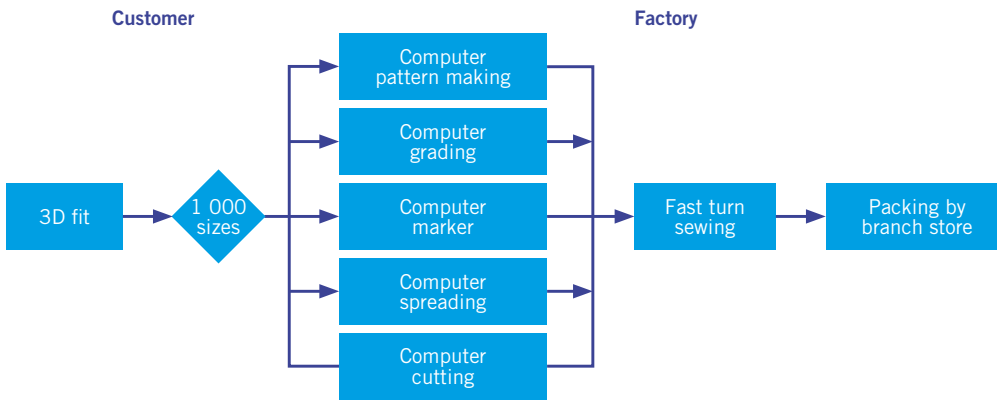 Customer
Factory
3D fit
1 000
sizes
Computer
pattern making
Computer
grading
Computer
marker
Computer
spreading
Computer
cutting
Fast turn
sewing
Packing by
branch store